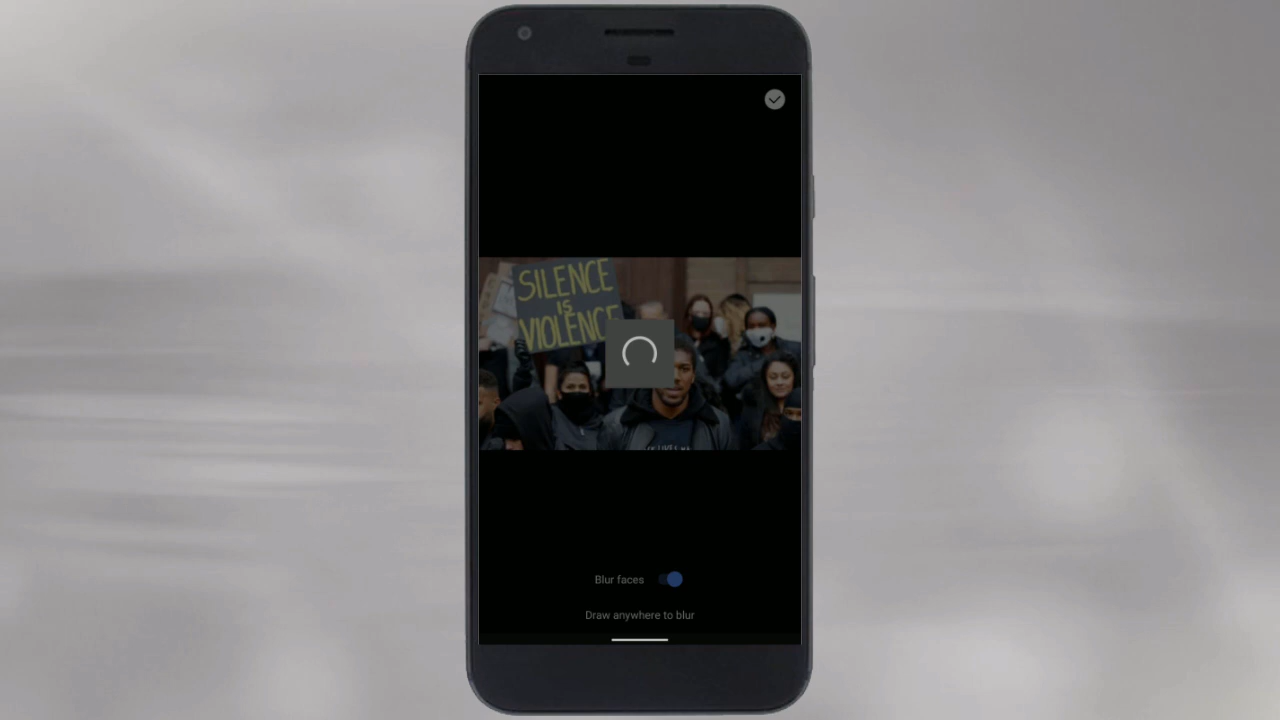 SILENCE
IS
VIOLENCE
Blur faces
Draw anywhere to blur